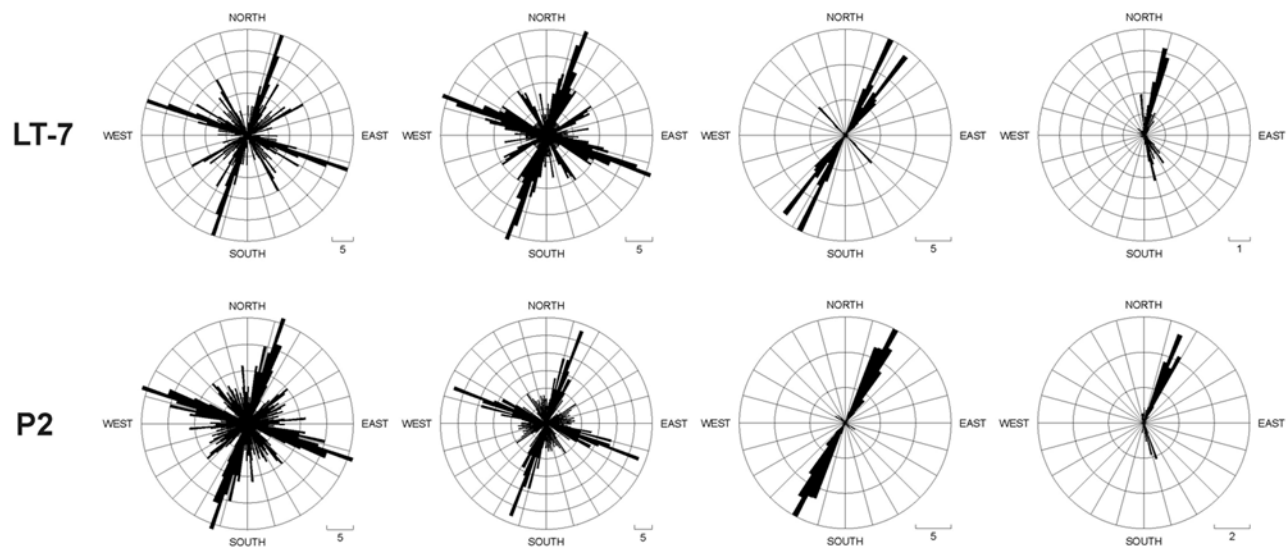 NORTH NORTH NORTH NORTH
LT-7 WEST EAST WEST EAST WEST EAST WEST EAST
5 5 5 1
SOUTH SOUTH SOUTH SOUTH
NORTH NORTH NORTH NORTH
P2 WEST EAST WEST EAST WEST EAST WEST EAST
5 5 5 2
SOUTH SOUTH SOUTH SOUTH